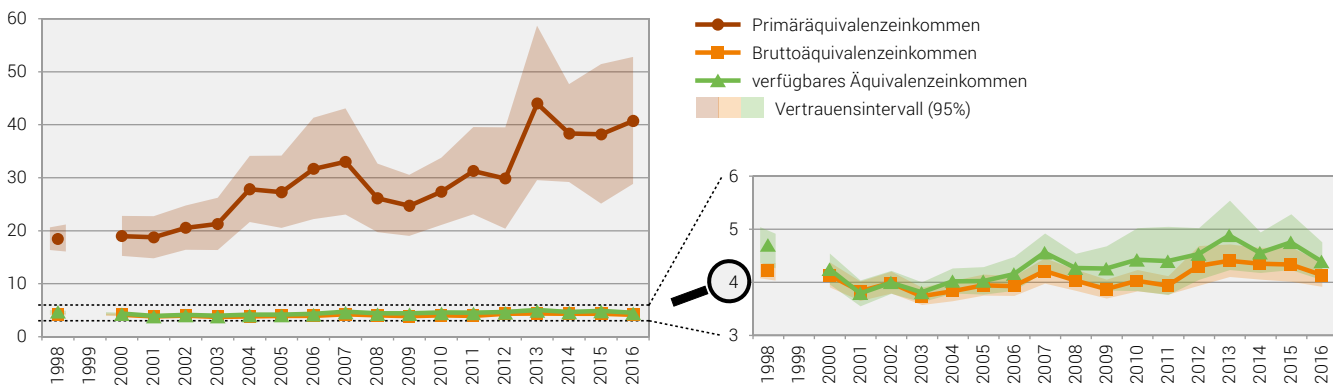 60
50
40
30
20
10
0
1998 1999 2000 2001 2002 2003 2004 2005 2006 2007 2008 2009 2010 2011 2012 2013 2014 2015 2016
Primäräquivalenzeinkommen
Bruttoäquivalenzeinkommen
verfügbares Äquivalenzeinkommen
Vertrauensintervall (95%)
6
5
4
3
1998 1999 2000 2001 2002 2003 2004 2005 2006 2007 2008 2009 2010 2011 2012 2013 2014 2015 2016